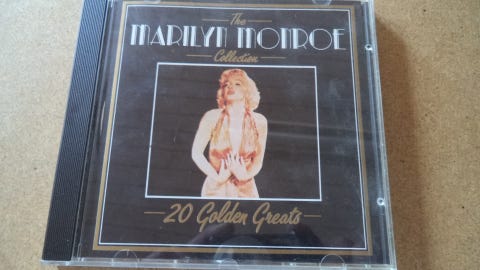 The
MARILYN MONROE
Collection
20 Golden Greats